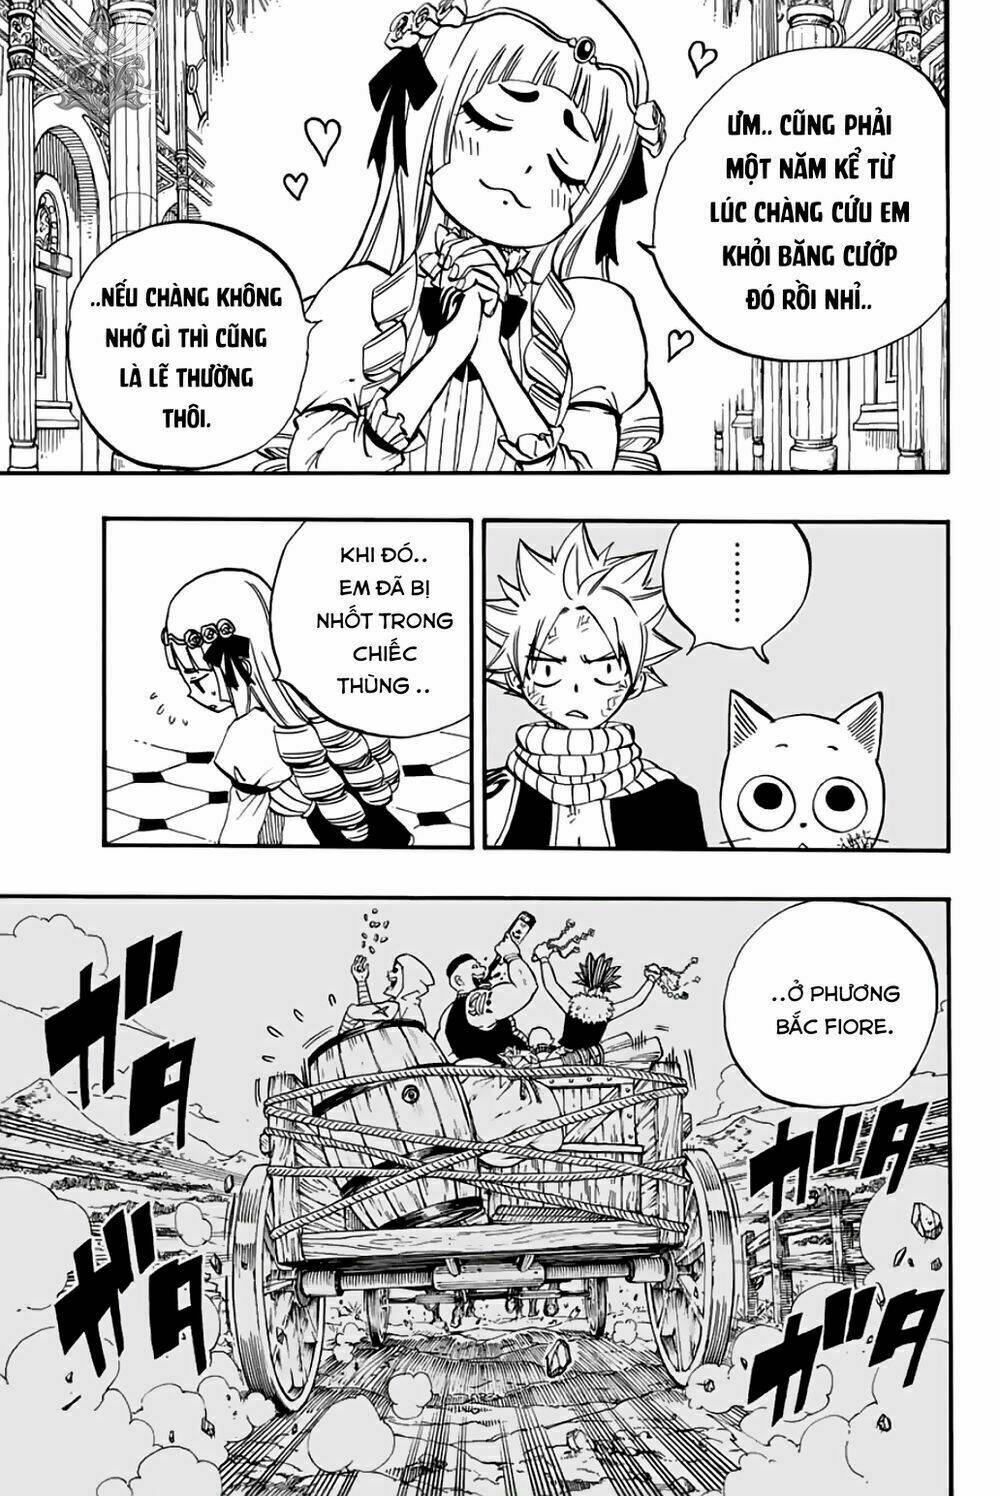 ƯM.. CŨNG PHẢI
MỘT NĂM KỂ TỪ
LÚC CHÀNG CỨU EM
KHỎI BĂNG CƯỚP
ĐÓ RỒI NHỈ..
..NẾU CHÀNG KHÔNG
NHỚ GÌ THÌ CŨNG
LÀ LẼ THƯỜNG
THÔI.
.........
KHI ĐÓ..
EM ĐÃ BỊ
NHỐT TRONG
CHIẾC
THÙNG ..
..Ở PHƯƠNG
BẮC FIORE.
ガタ
ガタ
ガタ
ガタ